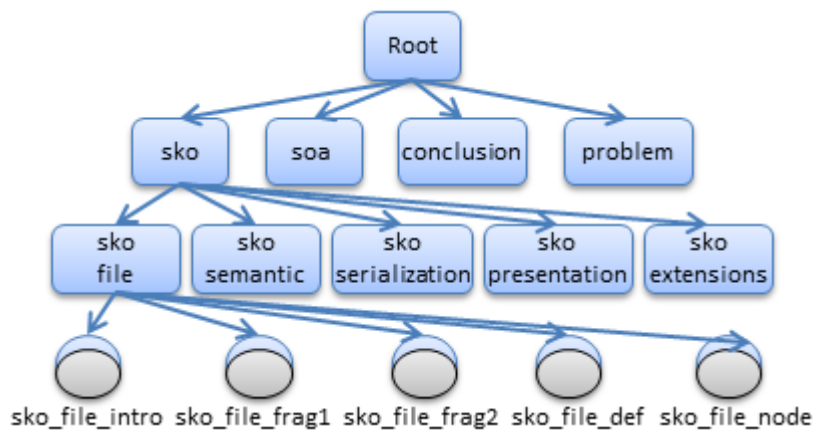 Root
sko soa conclusion problem
sko sko sko sko sko
file semantic serialization presentation extensions
sko_file_intro sko_file_frag1 sko_file_frag2 sko_file_def sko_file_node